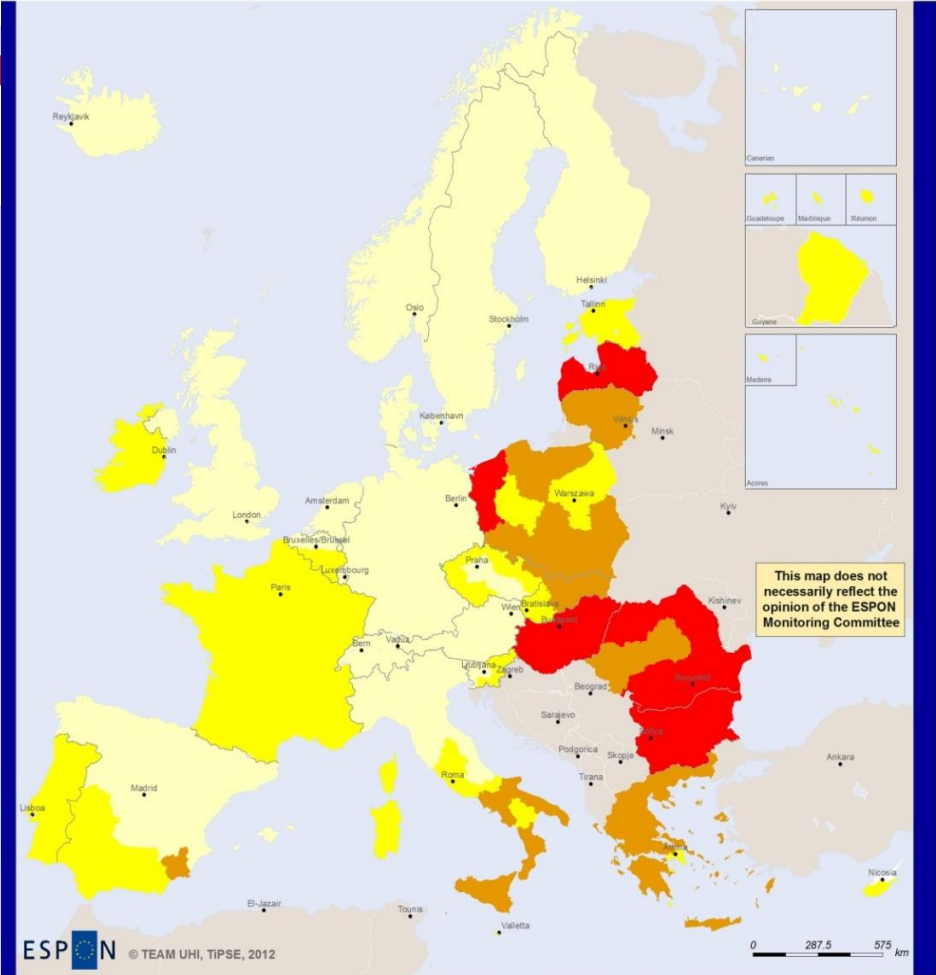 Reykjavik
Canarias
Guadeloupe
Martinique
Réunion
Guyane
Helsinki
Tallinn
Oslo
Stockholm
Madeira
Riga
København
Vilnius
Minsk
Dublin
Acores
Amsterdam
Berlin
Warszawa
London
Kyiv
Bruxelles/Brüssel
Praha
Luxembourg
Paris
This map does not
necessarily reflect the
opinion of the ESPON
Monitoring Committee
Kishinev
Wien
Bratislava
Budapest
Bern
Vaduz
Ljubljana
Zagreb
Bucuresti
Beograd
Sarajevo
Sofiya
Podgorica
Skopje
Ankara
Roma
Tirana
Madrid
Lisboa
Athina
Nicosia
El-Jazair
Tounis
Valletta
ESPON © TEAM UHI, TiPSE, 2012
0 287.5 575
km